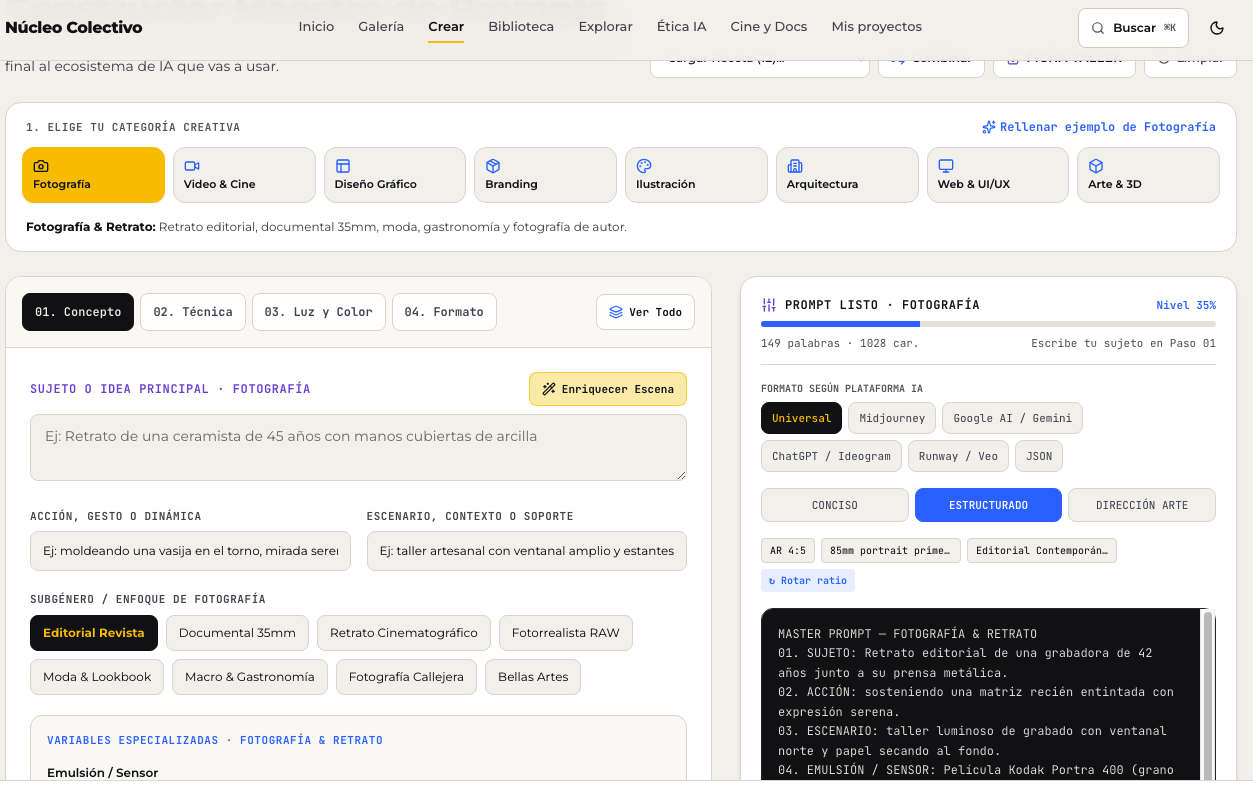 Núcleo Colectivo
Inicio
Galería
Crear
Biblioteca
Explorar
Ética IA
Cine y Docs
Mis proyectos
Buscar ⌘K
final al ecosistema de IA que vas a usar.
1. ELIGE TU CATEGORÍA CREATIVA
Rellenar ejemplo de Fotografía
Fotografía
Video & Cine
Diseño Gráfico
Branding
Ilustración
Arquitectura
Web & UI/UX
Arte & 3D
Fotografía & Retrato: Retrato editorial, documental 35mm, moda, gastronomía y fotografía de autor.
01. Concepto
02. Técnica
03. Luz y Color
04. Formato
Ver Todo
SUJETO O IDEA PRINCIPAL · FOTOGRAFÍA
Enriquecer Escena
Ej: Retrato de una ceramista de 45 años con manos cubiertas de arcilla
ACCIÓN, GESTO O DINÁMICA
ESCENARIO, CONTEXTO O SOPORTE
Ej: moldeando una vasija en el torno, mirada seren
Ej: taller artesanal con ventanal amplio y estantes
SUBGÉNERO / ENFOQUE DE FOTOGRAFÍA
Editorial Revista
Documental 35mm
Retrato Cinematográfico
Fotorrealista RAW
Moda & Lookbook
Macro & Gastronomía
Fotografía Callejera
Bellas Artes
VARIABLES ESPECIALIZADAS · FOTOGRAFÍA & RETRATO
Emulsión / Sensor
PROMPT LISTO · FOTOGRAFÍA
Nivel 35%
149 palabras · 1028 car.
Escribe tu sujeto en Paso 01
FORMATO SEGÚN PLATAFORMA IA
Universal
Midjourney
Google AI / Gemini
ChatGPT / Ideogram
Runway / Veo
JSON
CONCISO
ESTRUCTURADO
DIRECCIÓN ARTE
AR 4:5
85mm portrait prime…
Editorial Contemporán…
↻ Rotar ratio
MASTER PROMPT — FOTOGRAFÍA & RETRATO
01. SUJETO: Retrato editorial de una grabadora de 42
años junto a su prensa metálica.
02. ACCIÓN: sosteniendo una matriz recién entintada con
expresión serena.
03. ESCENARIO: taller luminoso de grabado con ventanal
norte y papel secando al fondo.
04. EMULSIÓN / SENSOR: Película Kodak Portra 400 (grano